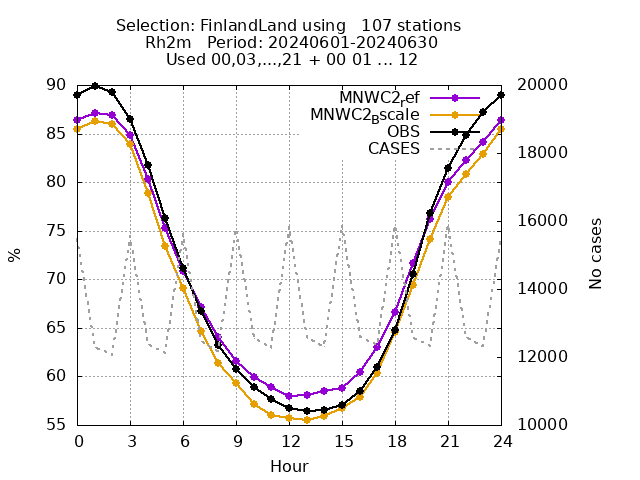 Selection: FinlandLand using   107 stations
Rh2m   Period: 20240601-20240630
Used 00,03,...,21 + 00 01 ... 12
90
85
80
75
70
65
60
55
%
20000
18000
16000
14000
12000
10000
No cases
MNWC2ref
MNWC2Bscale
OBS
CASES
0 3 6 9 12 15 18 21 24
Hour